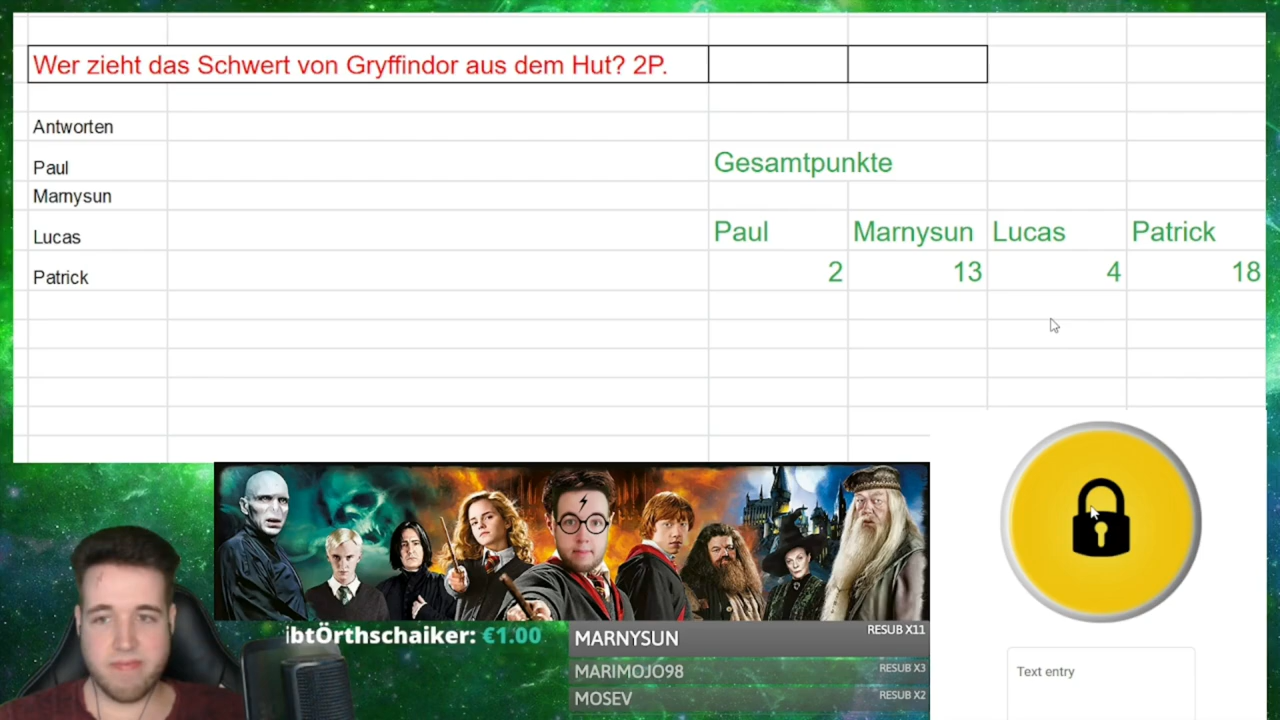 Wer zieht das Schwert von Gryffindor aus dem Hut? 2P.
Antworten
Paul
Marnysun
Lucas
Patrick
Gesamtpunkte
Paul Marnysun Lucas Patrick
2 13 4 18
ibtÖrthschaiker: €1.00
MARNYSUN RESUB X11
MARIMOJO98 RESUB X3
MOSEV RESUB X2
Text entry